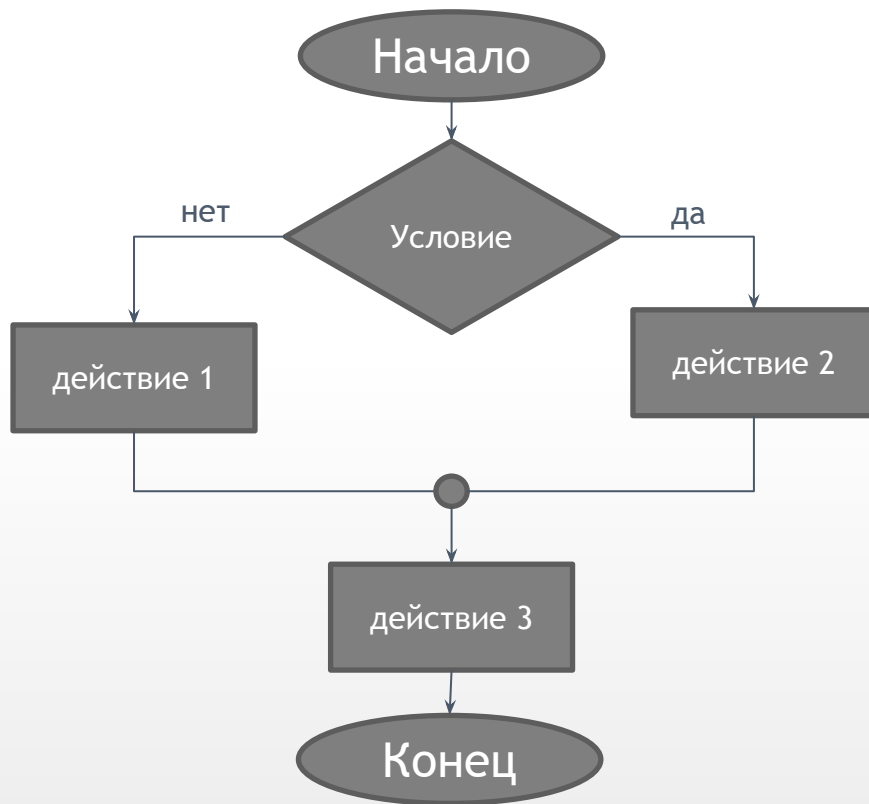 Начало
Условие
нет
да
действие 1
действие 2
действие 3
Конец